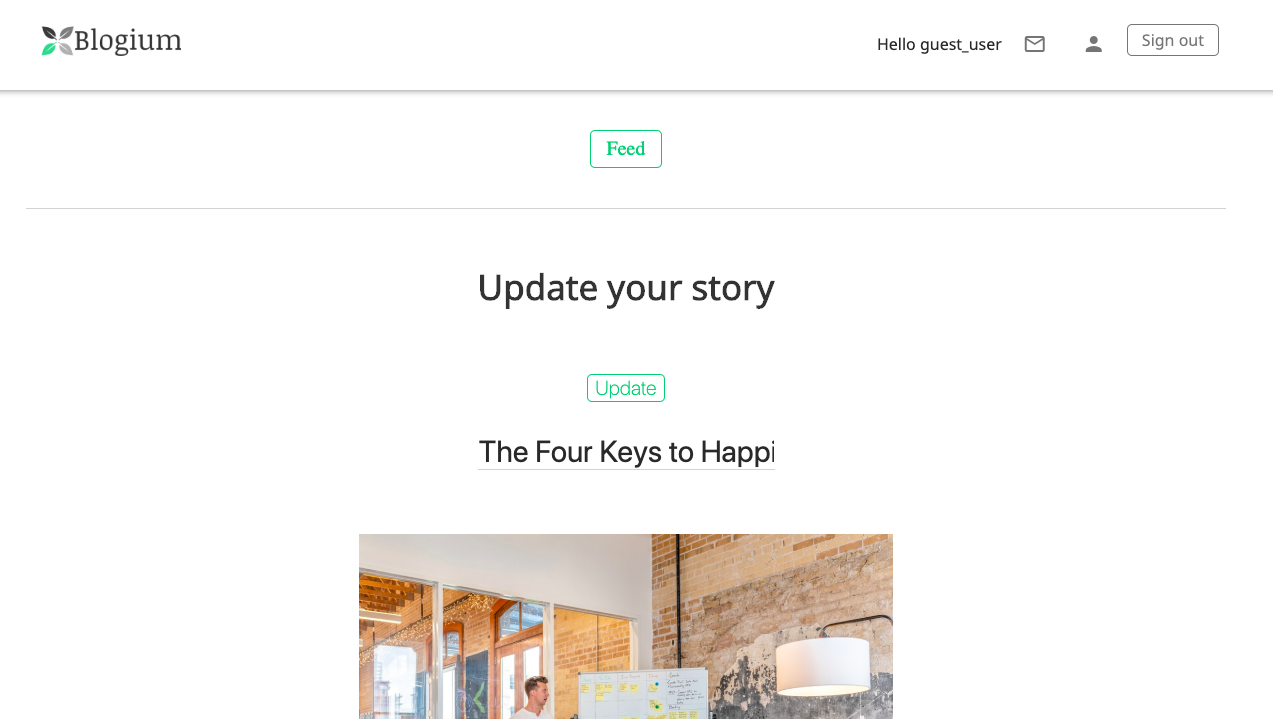 Blogium
Hello guest_user
Sign out
Feed
Update your story
Update
The Four Keys to Happi